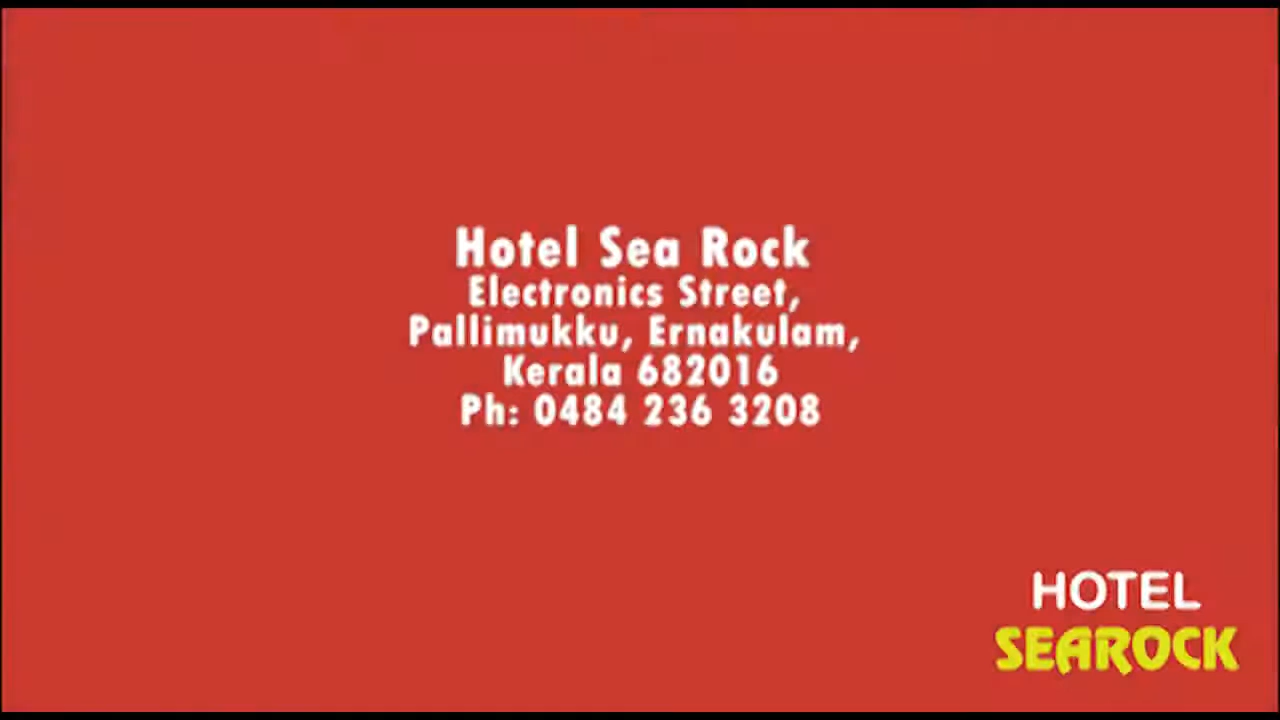 Hotel Sea Rock
Electronics Street,
Pallimukku, Ernakulam,
Kerala 682016
Ph: 0484 236 3208
HOTEL
SEAROCK